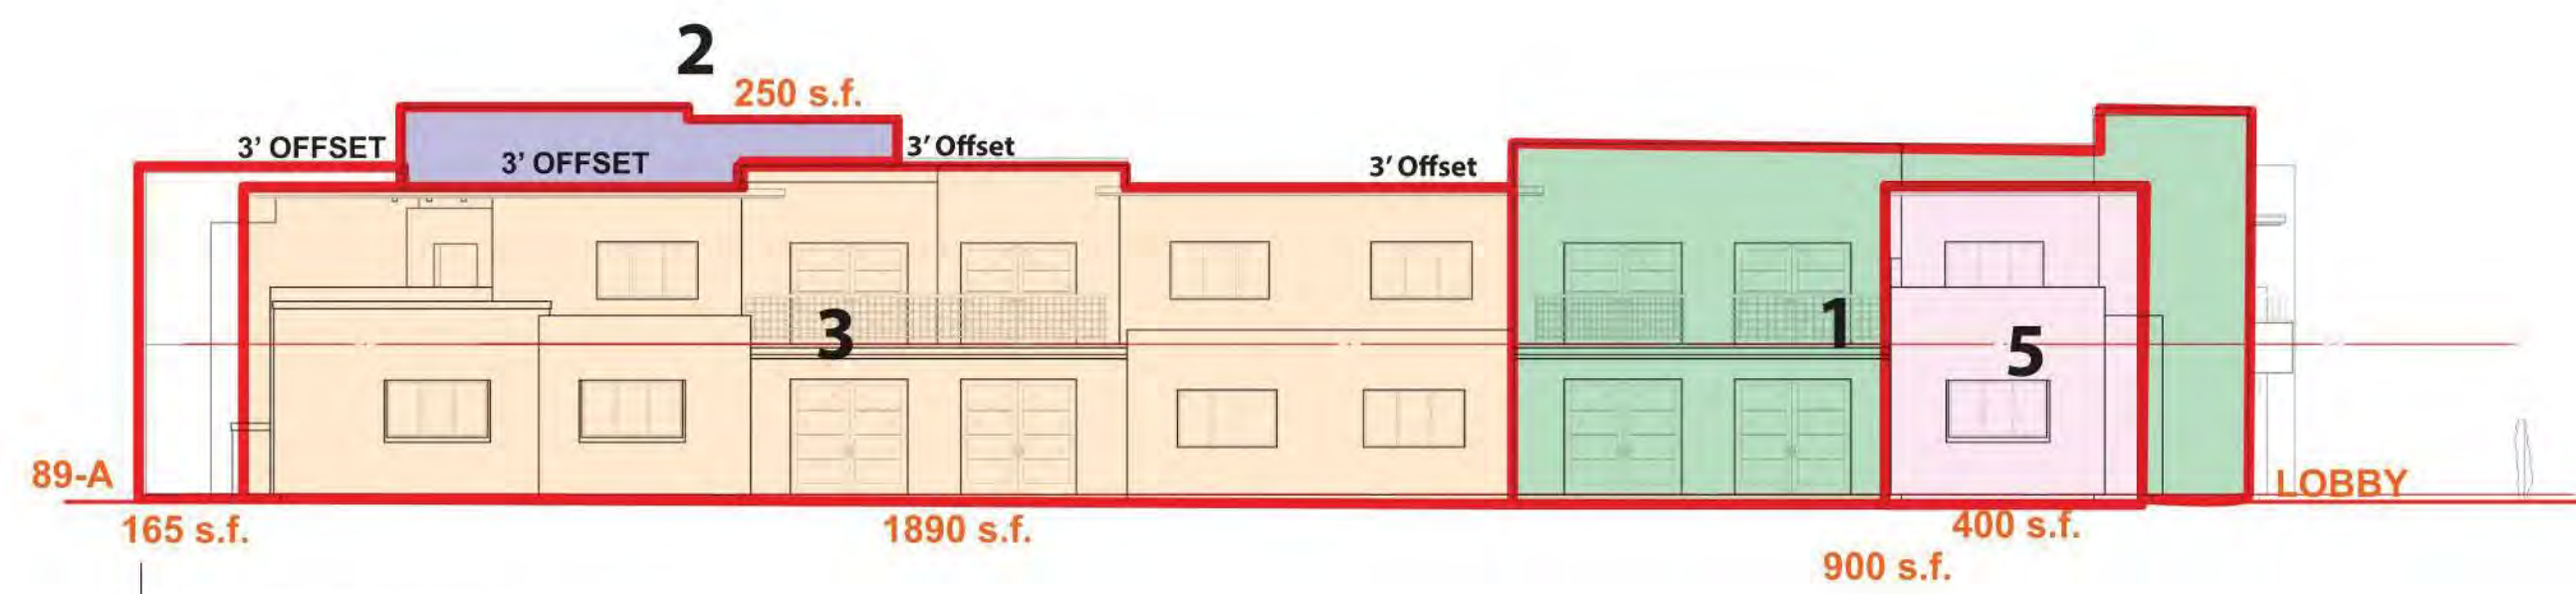 2
250 s.f.
3' OFFSET
3' OFFSET
3' Offset
3' Offset
3
1
5
89-A
LOBBY
165 s.f.
1890 s.f.
400 s.f.
900 s.f.